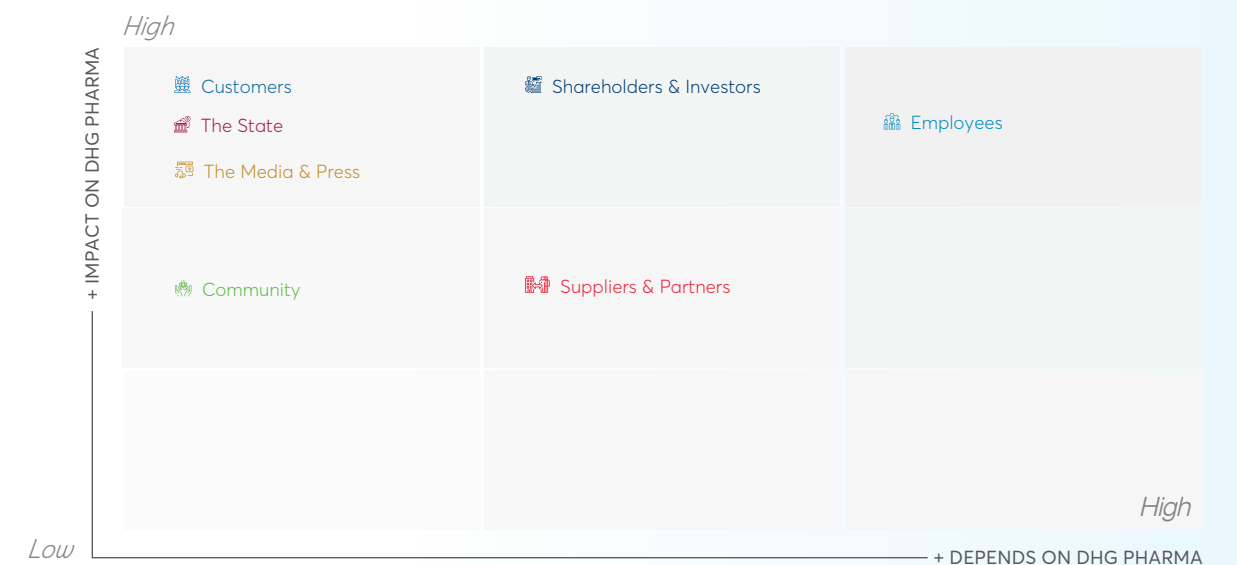 High
+ IMPACT ON DHG PHARMA
Customers
Shareholders & Investors
The State
Employees
The Media & Press
Community
Suppliers & Partners
High
Low
+ DEPENDS ON DHG PHARMA